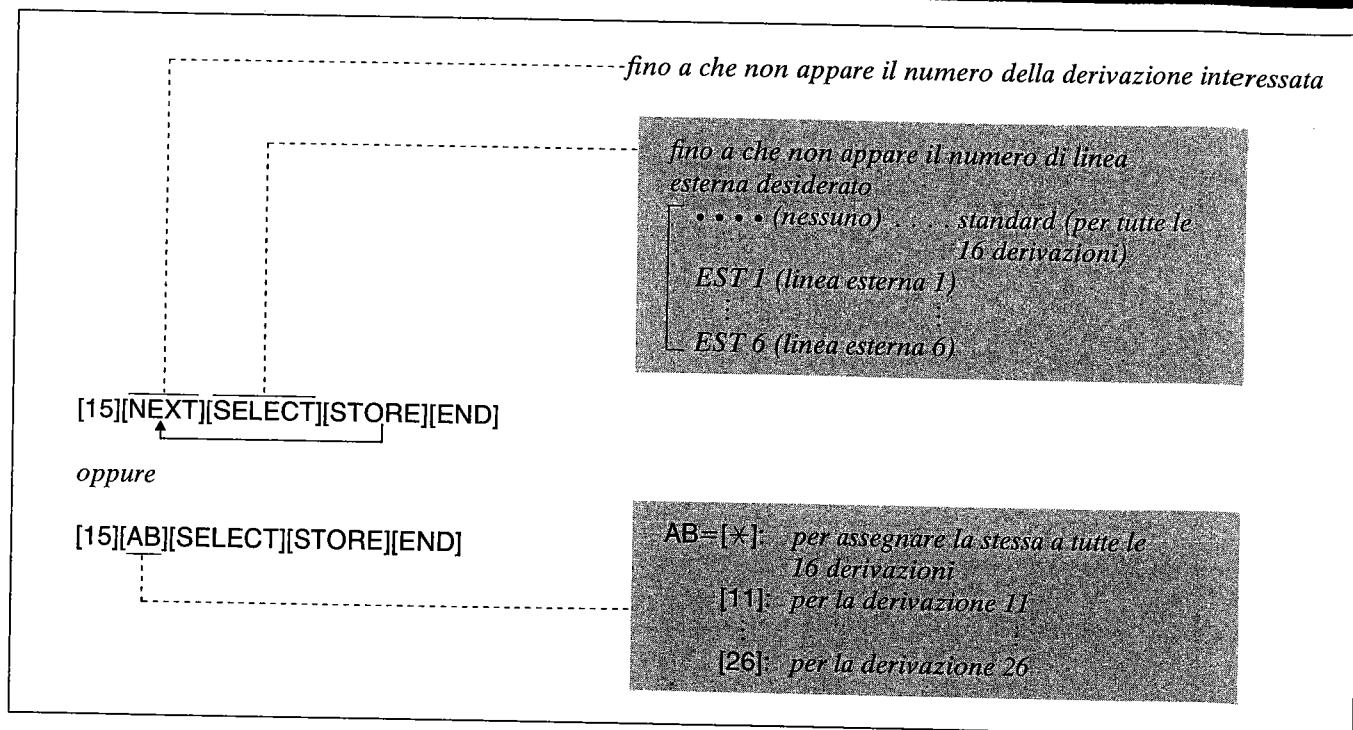 fino a che non appare il numero della derivazione interessata
fino a che non appare il numero di linea
esterna desiderato
•••• (nessuno) .... standard (per tutte le
16 derivazioni)
EST 1 (linea esterna 1)
EST 6 (linea esterna 6)
[15][NEXT][SELECT][STORE][END]
oppure
[15][AB][SELECT][STORE][END]
AB=[✳]: per assegnare la stessa a tutte le
16 derivazioni
[11]: per la derivazione 11
[26]: per la derivazione 26